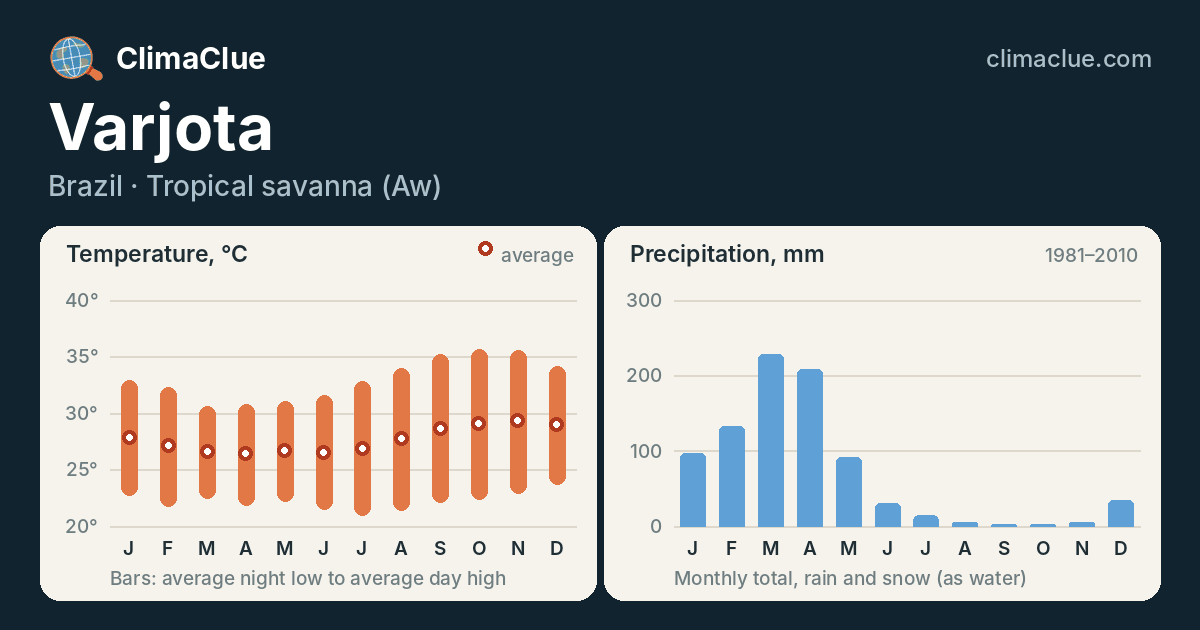 ClimaClue
climaclue.com
Varjota
Brazil · Tropical savanna (Aw)
Temperature, °C
average
40°
35°
30°
25°
20°
J F M A M J J A S O N D
Bars: average night low to average day high
Precipitation, mm
1981–2010
300
200
100
0
J F M A M J J A S O N D
Monthly total, rain and snow (as water)